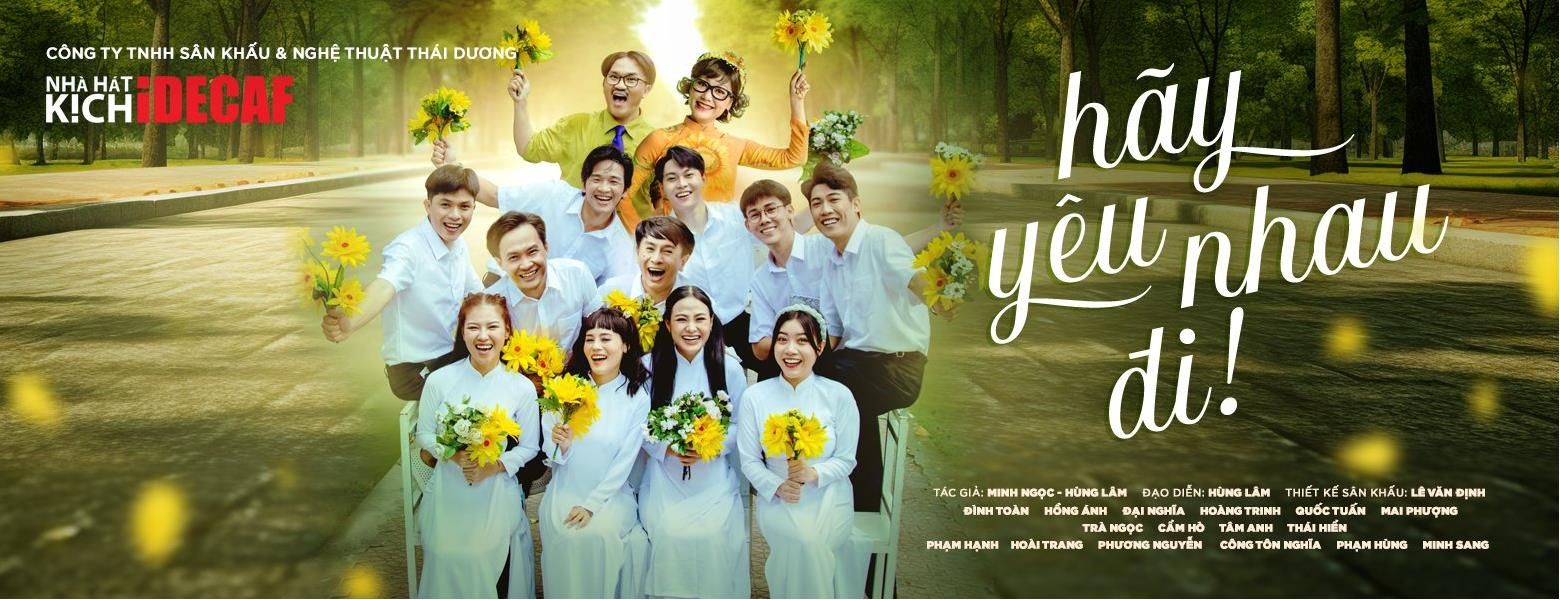 CÔNG TY TNHH SÂN KHẤU & NGHỆ THUẬT THÁI DƯƠNG
NHÀ HÁT
KỊCH IDECAF
hãy
yêu nhau
đi!
TÁC GIẢ: MINH NGỌC - HÙNG LÂM ĐẠO DIỄN: HÙNG LÂM THIẾT KẾ SÂN KHẤU: LÊ VĂN ĐỊNH
ĐÌNH TOÀN HỒNG ÁNH ĐẠI NGHĨA HOÀNG TRINH QUỐC TUẤN MAI PHƯỢNG
TRÀ NGỌC CẨM HÒ TÂM ANH THÁI HIỂN
PHẠM HẠNH HOÀI TRANG PHƯƠNG NGUYỄN CÔNG TÔN NGHĨA PHẠM HÙNG MINH SANG